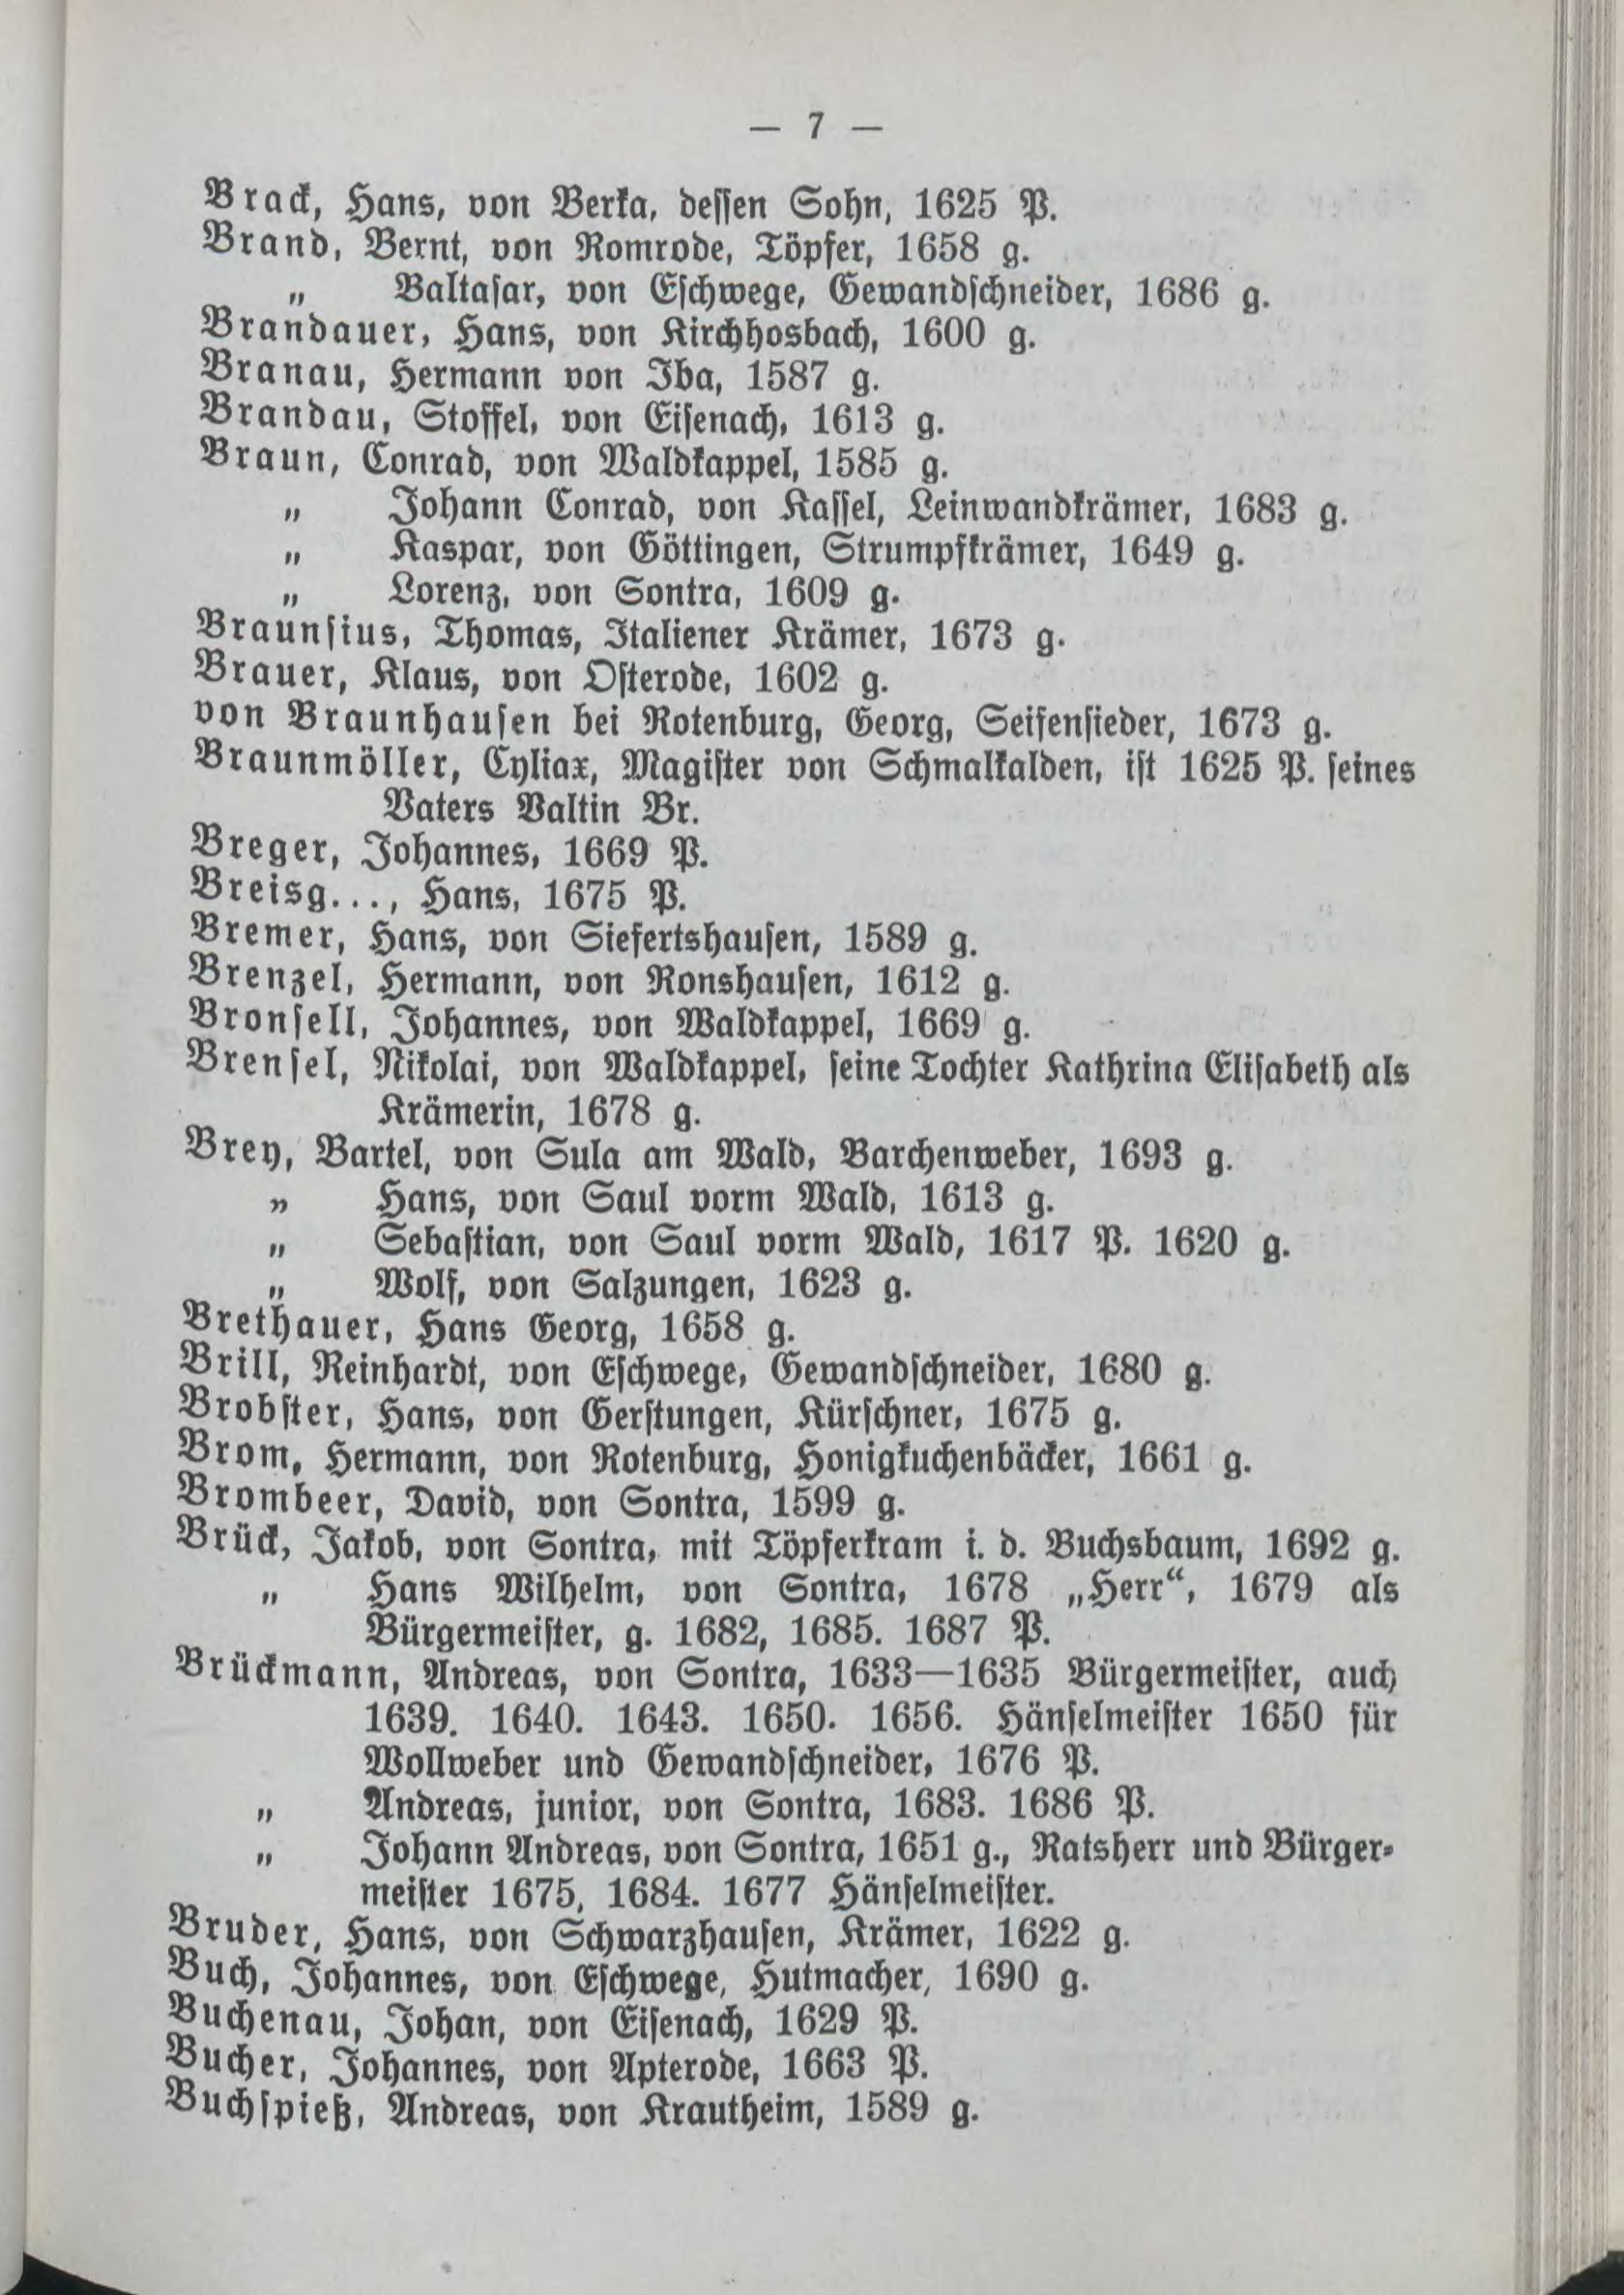 — 7 —
Brack, Hans, von Berka, dessen Sohn, 1625 P.
Brand, Bernt, von Romrode, Töpfer, 1658 g.
„ Baltasar, von Eschwege, Gewandschneider, 1686 g.
Brandauer, Hans, von Kirchhosbach, 1600 g.
Branau, Hermann von Iba, 1587 g.
Brandau, Stoffel, von Eisenach, 1613 g.
Braun, Conrad, von Waldkappel, 1585 g.
„ Johann Conrad, von Kassel, Leinwandkrämer, 1683 g.
„ Kaspar, von Göttingen, Strumpfkrämer, 1649 g.
„ Lorenz, von Sontra, 1609 g.
Braunsius, Thomas, Italiener Krämer, 1673 g.
Brauer, Klaus, von Osterode, 1602 g.
von Braunhausen bei Rotenburg, Georg, Seifensieder, 1673 g.
Braunmöller, Cyliax, Magister von Schmalkalden, ist 1625 P. seines
Vaters Valtin Br.
Breger, Johannes, 1669 P.
Breisg..., Hans, 1675 P.
Bremer, Hans, von Siefertshausen, 1589 g.
Brenzel, Hermann, von Ronshausen, 1612 g.
Bronsell, Johannes, von Waldkappel, 1669 g.
Brensel, Nikolai, von Waldkappel, seine Tochter Kathrina Elisabeth als
Krämerin, 1678 g.
Brey, Bartel, von Sula am Wald, Barchenweber, 1693 g.
„ Hans, von Saul vorm Wald, 1613 g.
„ Sebastian, von Saul vorm Wald, 1617 P. 1620 g.
„ Wolf, von Salzungen, 1623 g.
Brethauer, Hans Georg, 1658 g.
Brill, Reinhardt, von Eschwege, Gewandschneider, 1680 g.
Brobster, Hans, von Gerstungen, Kürschner, 1675 g.
Brom, Hermann, von Rotenburg, Honigkuchenbäcker, 1661 g.
Brombeer, David, von Sontra, 1599 g.
Brück, Jakob, von Sontra, mit Töpferkram i. d. Buchsbaum, 1692 g.
„ Hans Wilhelm, von Sontra, 1678 „Herr“, 1679 als
Bürgermeister, g. 1682, 1685. 1687 P.
Brückmann, Andreas, von Sontra, 1633—1635 Bürgermeister, auch
1639. 1640. 1643. 1650. 1656. Hänselmeister 1650 für
Wollweber und Gewandschneider, 1676 P.
„ Andreas, junior, von Sontra, 1683. 1686 P.
„ Johann Andreas, von Sontra, 1651 g., Ratsherr und Bürger-
meister 1675, 1684. 1677 Hänselmeister.
Bruder, Hans, von Schwarzhausen, Krämer, 1622 g.
Buch, Johannes, von Eschwege, Hutmacher, 1690 g.
Buchenau, Johan, von Eisenach, 1629 P.
Bucher, Johannes, von Apterode, 1663 P.
Buchspieß, Andreas, von Krautheim, 1589 g.